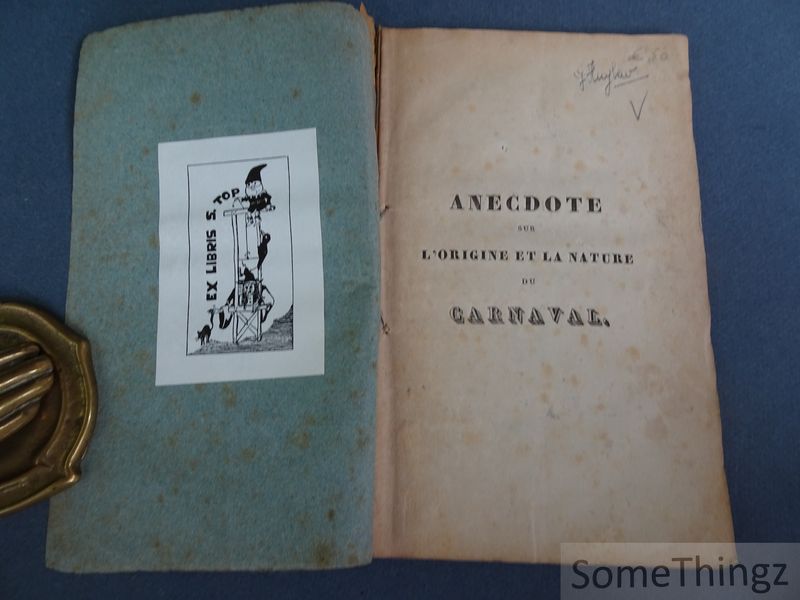 EX LIBRIS S. TOP
ANECDOTE
SUR
L'ORIGINE ET LA NATURE
DU
CARNAVAL.
SomeThingz